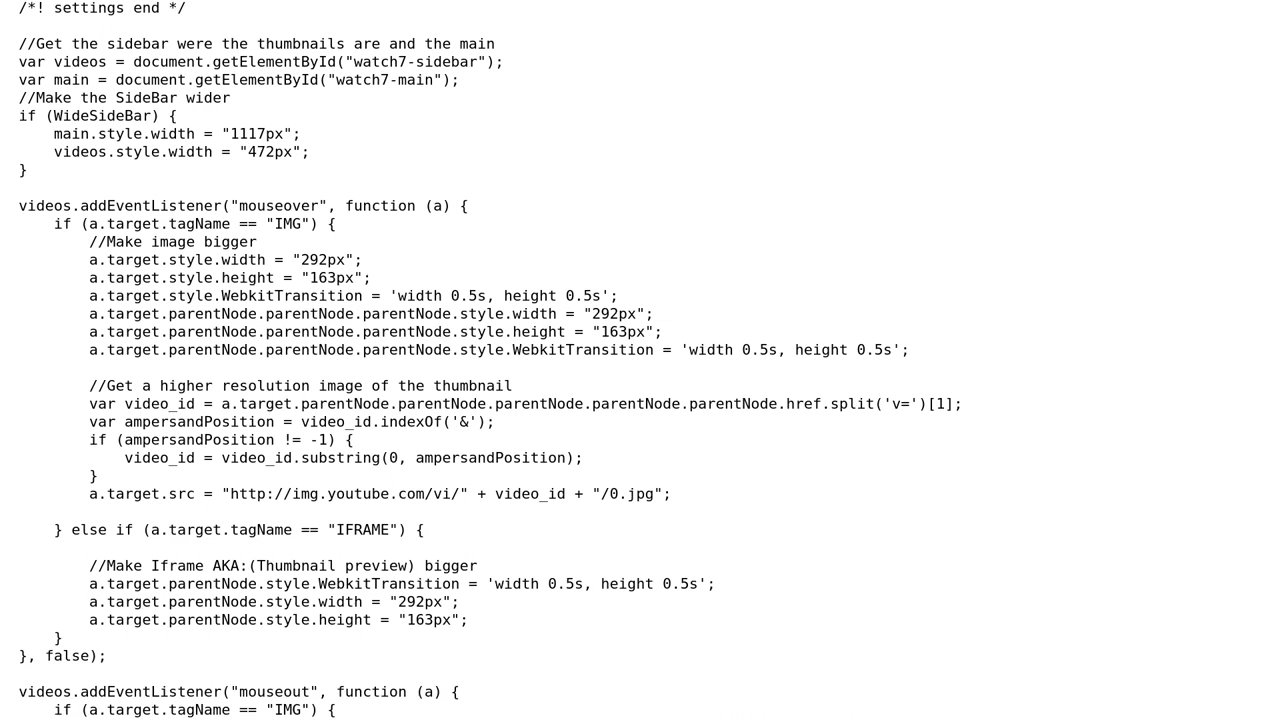 /*! settings end */
//Get the sidebar were the thumbnails are and the main
var videos = document.getElementById("watch7-sidebar");
var main = document.getElementById("watch7-main");
//Make the SideBar wider
if (WideSideBar) {
    main.style.width = "1117px";
    videos.style.width = "472px";
}
videos.addEventListener("mouseover", function (a) {
    if (a.target.tagName == "IMG") {
        //Make image bigger
        a.target.style.width = "292px";
        a.target.style.height = "163px";
        a.target.style.WebkitTransition = 'width 0.5s, height 0.5s';
        a.target.parentNode.parentNode.parentNode.style.width = "292px";
        a.target.parentNode.parentNode.parentNode.style.height = "163px";
        a.target.parentNode.parentNode.parentNode.style.WebkitTransition = 'width 0.5s, height 0.5s';
        //Get a higher resolution image of the thumbnail
        var video_id = a.target.parentNode.parentNode.parentNode.parentNode.parentNode.href.split('v=')[1];
        var ampersandPosition = video_id.indexOf('&');
        if (ampersandPosition != -1) {
            video_id = video_id.substring(0, ampersandPosition);
        }
        a.target.src = "http://img.youtube.com/vi/" + video_id + "/0.jpg";
    } else if (a.target.tagName == "IFRAME") {
        //Make Iframe AKA:(Thumbnail preview) bigger
        a.target.parentNode.style.WebkitTransition = 'width 0.5s, height 0.5s';
        a.target.parentNode.style.width = "292px";
        a.target.parentNode.style.height = "163px";
    }
}, false);
videos.addEventListener("mouseout", function (a) {
    if (a.target.tagName == "IMG") {